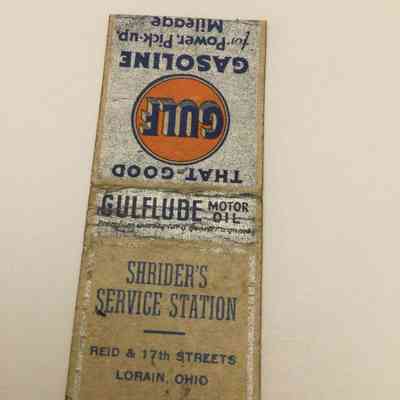 THAT-GOOD
GULF
GASOLINE
for Power, Pick-up,
Mileage
GULFLUBE MOTOR OIL
SHRIDER'S
SERVICE STATION
REID & 17th STREETS
LORAIN, OHIO